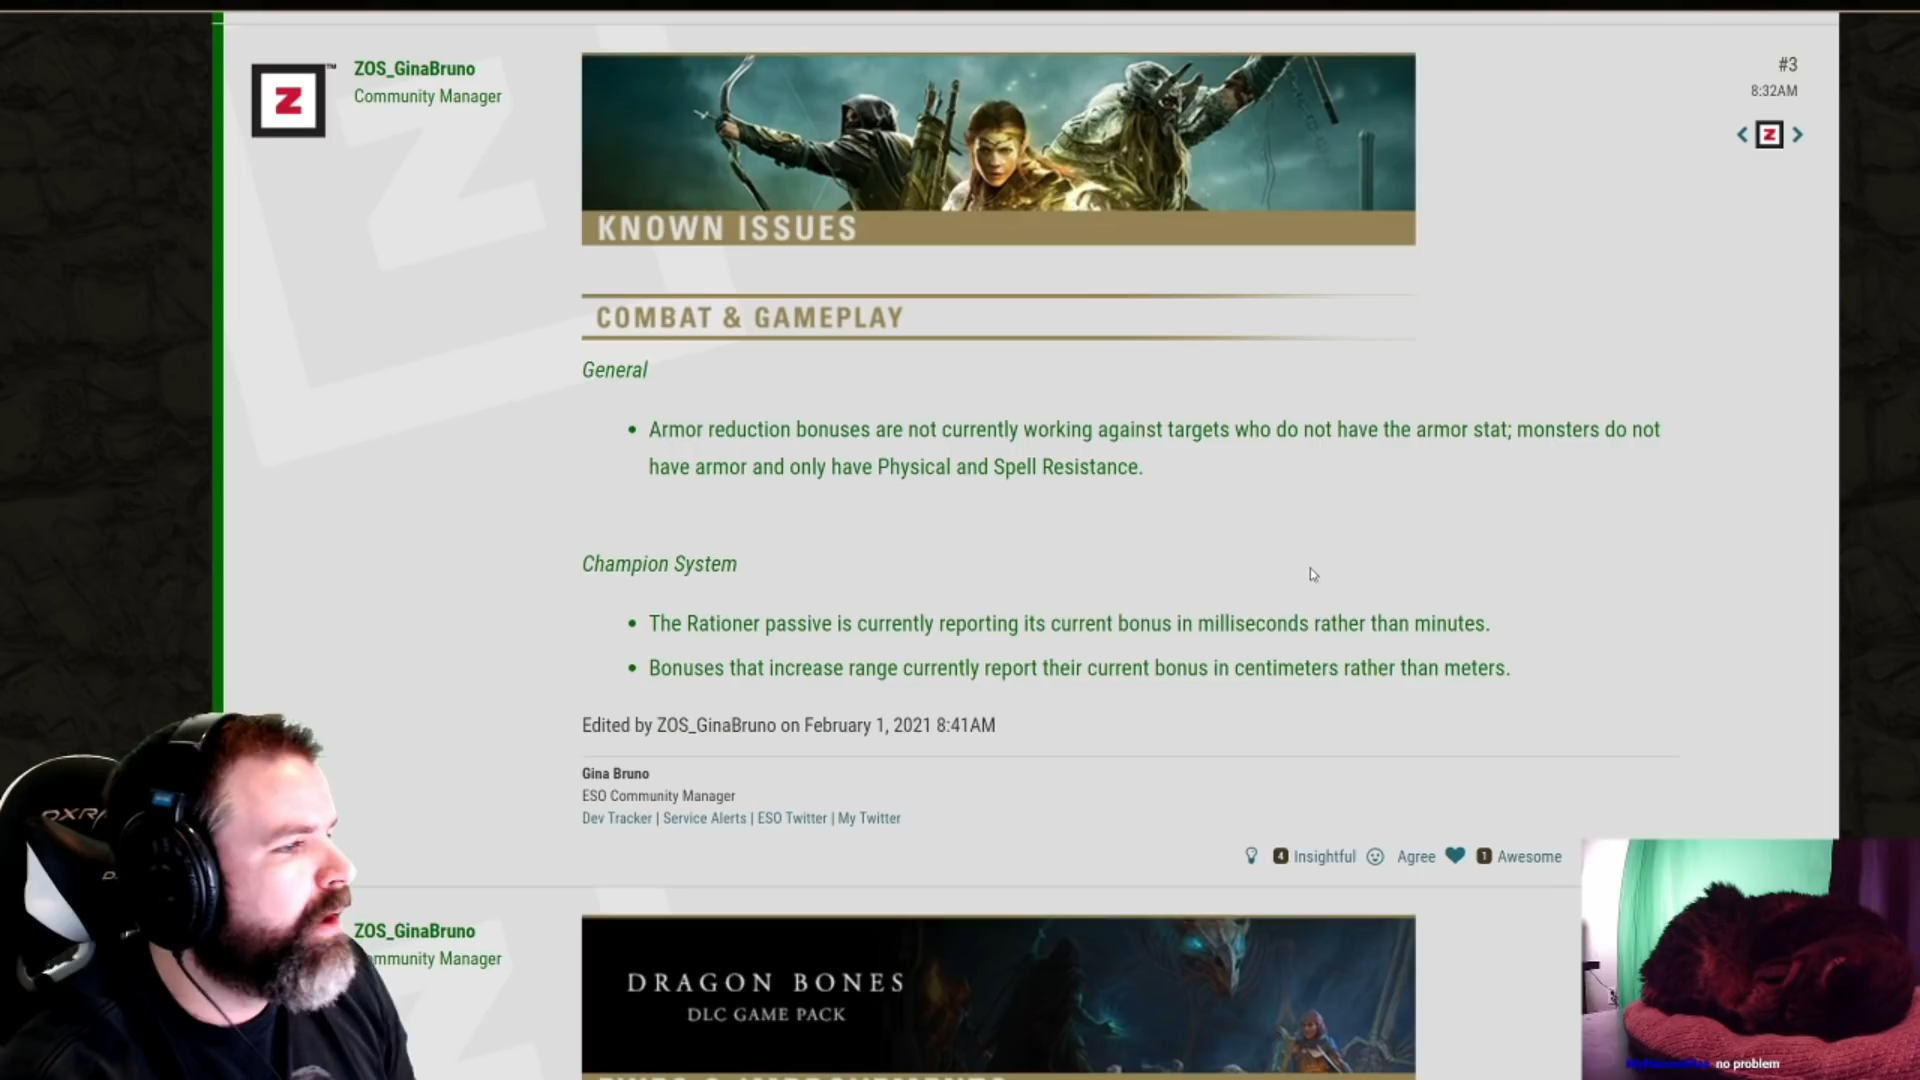 ZOS_GinaBruno
Community Manager
Z
TM
#3
8:32AM
Z
KNOWN ISSUES
COMBAT & GAMEPLAY
General
• Armor reduction bonuses are not currently working against targets who do not have the armor stat; monsters do not
have armor and only have Physical and Spell Resistance.
Champion System
• The Rationer passive is currently reporting its current bonus in milliseconds rather than minutes.
• Bonuses that increase range currently report their current bonus in centimeters rather than meters.
Edited by ZOS_GinaBruno on February 1, 2021 8:41AM
Gina Bruno
ESO Community Manager
Dev Tracker | Service Alerts | ESO Twitter | My Twitter
4 Insightful Agree 1 Awesome
ZOS_GinaBruno
ommunity Manager
DRAGON BONES
DLC GAME PACK
no problem